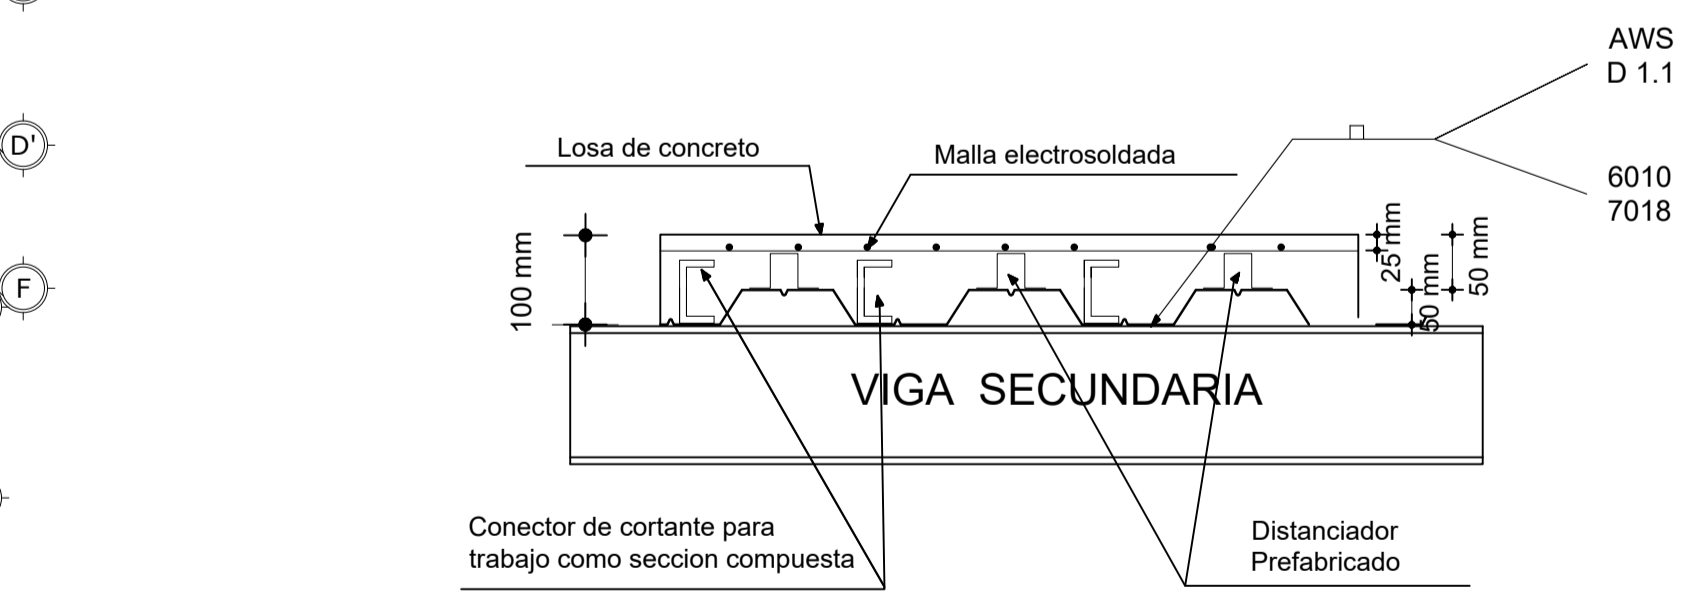 AWS
D 1.1
D'
Losa de concreto
Malla electrosoldada
6010
7018
F
100 mm
25 mm
50 mm
50 mm
VIGA SECUNDARIA
Conector de cortante para
trabajo como seccion compuesta
Distanciador
Prefabricado